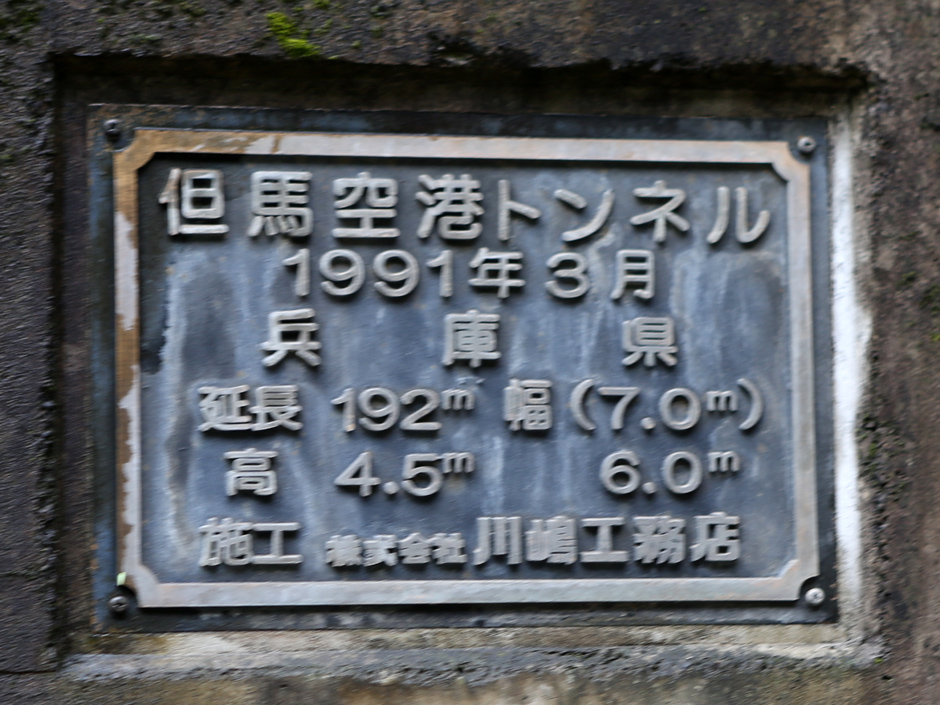 但馬空港トンネル
1991年3月
兵庫県
延長 192m 幅(7.0m)
高 4.5m 6.0m
施工 株式会社川嶋工務店